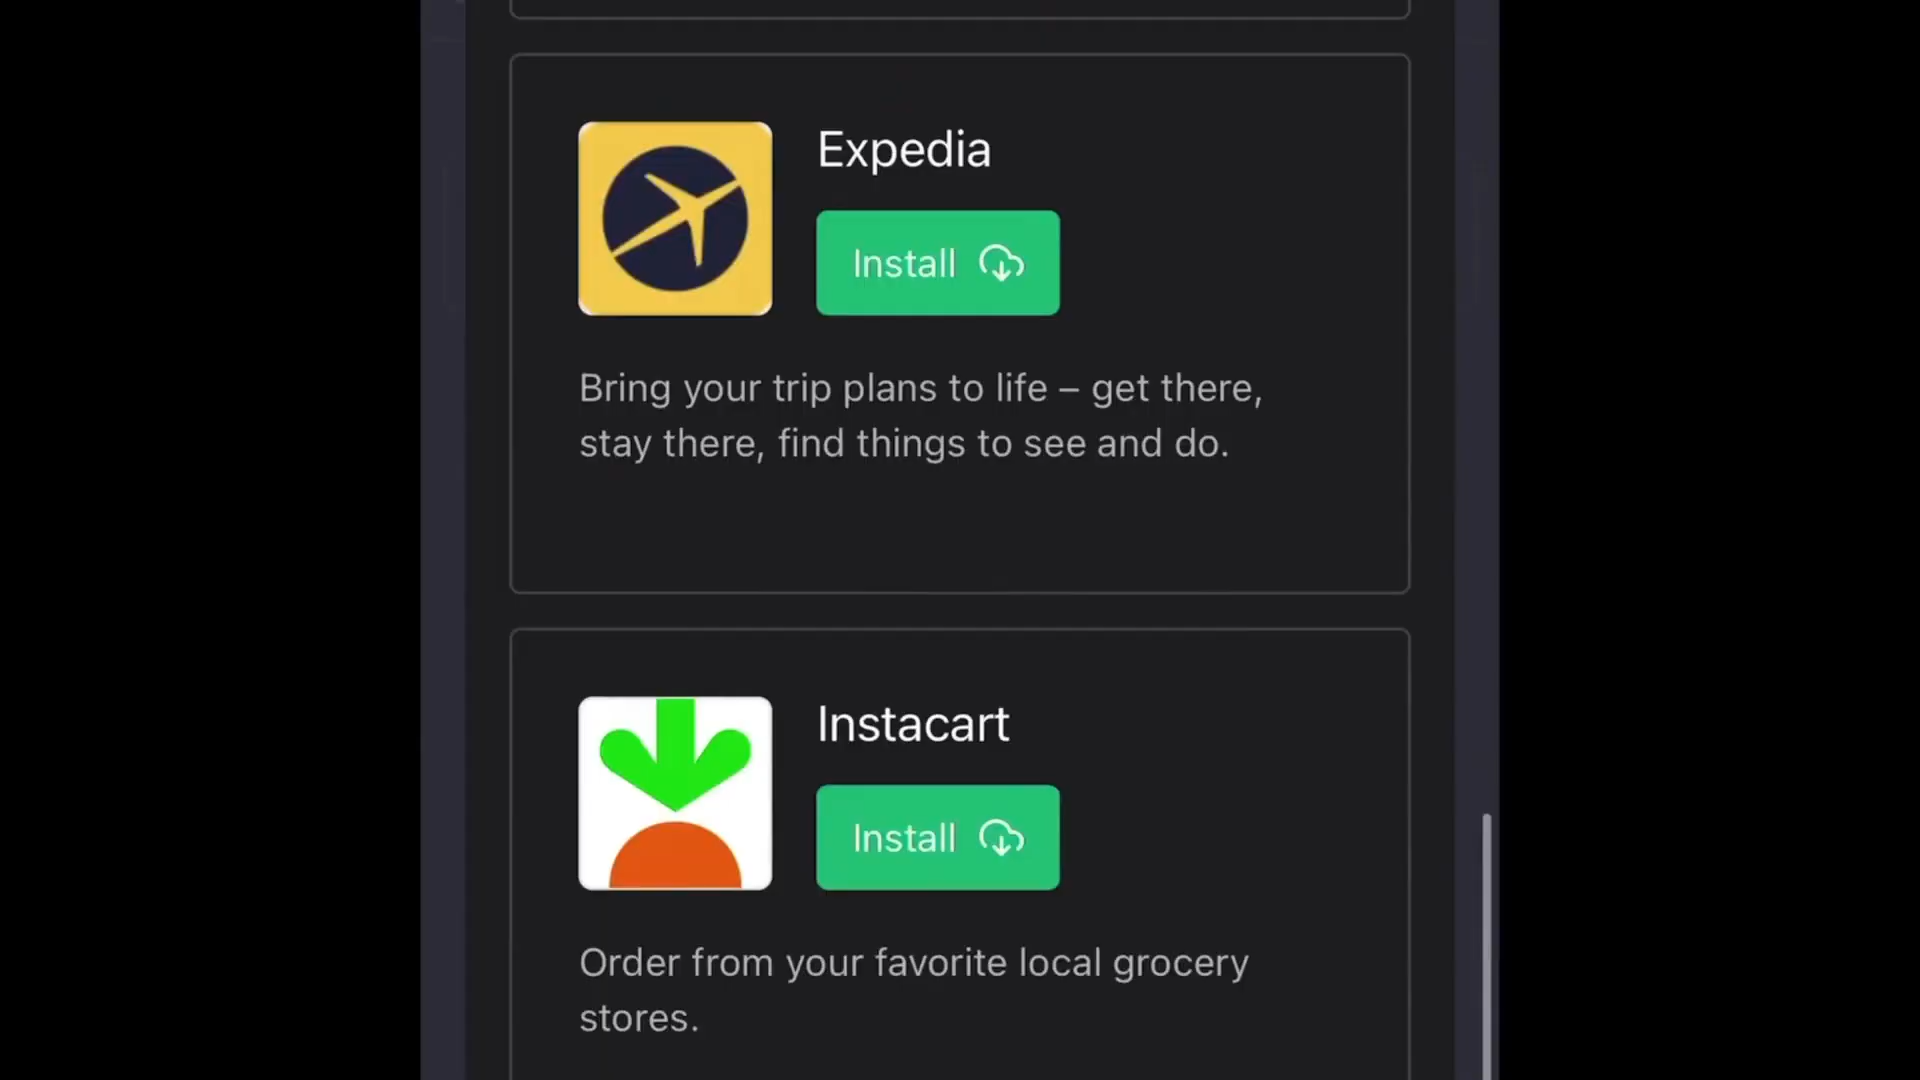 Expedia
Install
Bring your trip plans to life – get there,
stay there, find things to see and do.
Instacart
Install
Order from your favorite local grocery
stores.